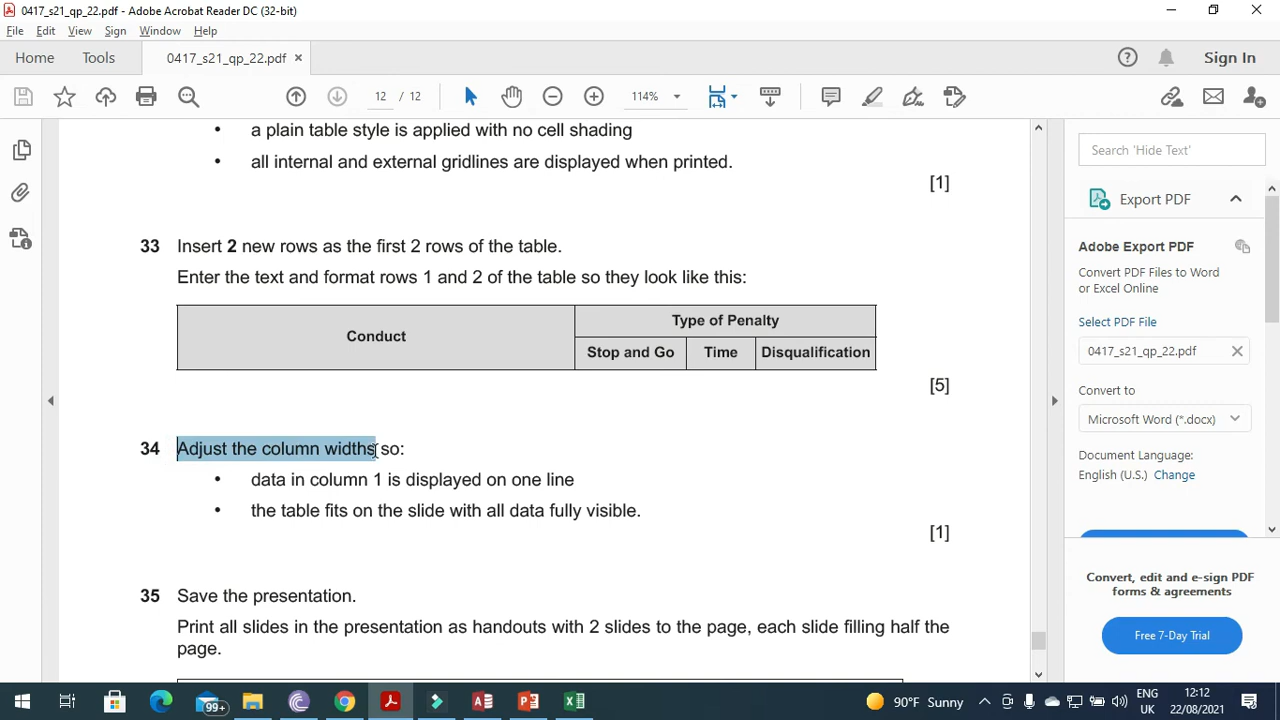 0417_s21_qp_22.pdf - Adobe Acrobat Reader DC (32-bit)
File Edit View Sign Window Help
Home Tools 0417_s21_qp_22.pdf × Sign In
12 / 12 114%
• a plain table style is applied with no cell shading
• all internal and external gridlines are displayed when printed.
[1]
33 Insert 2 new rows as the first 2 rows of the table.
Enter the text and format rows 1 and 2 of the table so they look like this:
Conduct
Type of Penalty
Stop and Go Time Disqualification
[5]
34 Adjust the column widths so:
• data in column 1 is displayed on one line
• the table fits on the slide with all data fully visible.
[1]
35 Save the presentation.
Print all slides in the presentation as handouts with 2 slides to the page, each slide filling half the
page.
Search 'Hide Text'
Export PDF
Adobe Export PDF
Convert PDF Files to Word
or Excel Online
Select PDF File
0417_s21_qp_22.pdf
Convert to
Microsoft Word (*.docx)
Document Language:
English (U.S.) Change
Convert, edit and e-sign PDF
forms & agreements
Free 7-Day Trial
99+
90°F Sunny
ENG
UK
12:12
22/08/2021